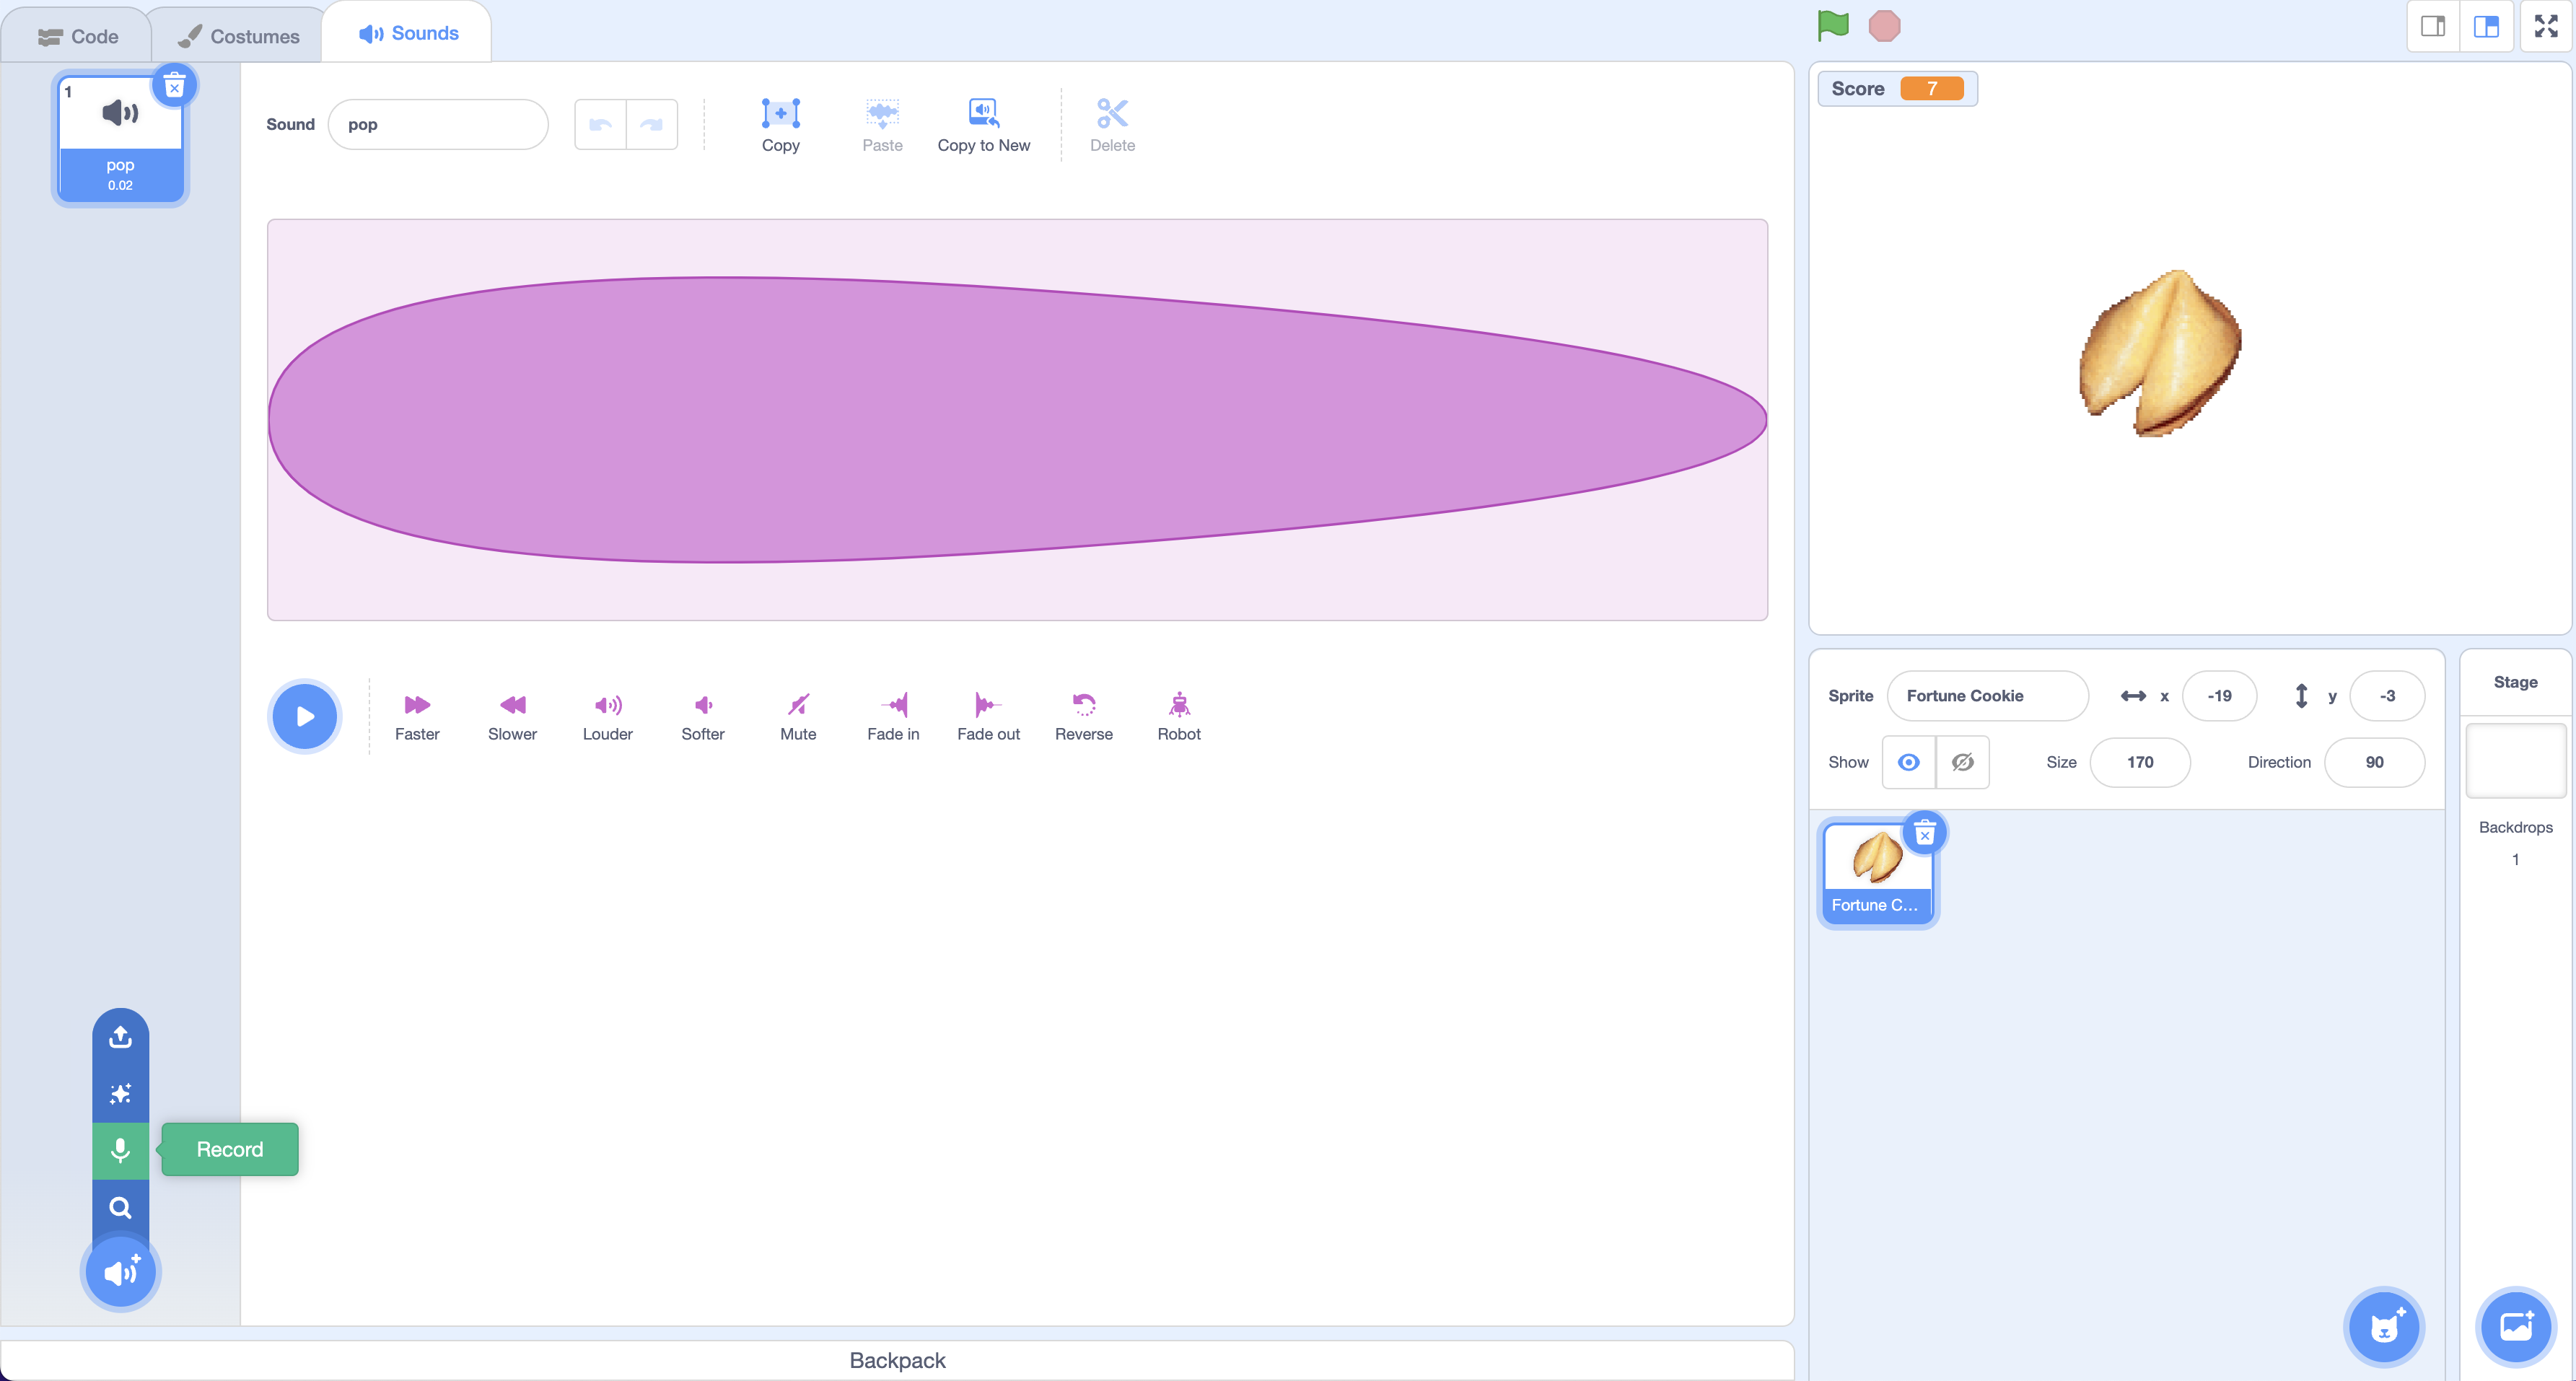 Code
Costumes
Sounds
1
pop
0.02
Sound
pop
Copy
Paste
Copy to New
Delete
Faster
Slower
Louder
Softer
Mute
Fade in
Fade out
Reverse
Robot
Record
Backpack
Score 7
Sprite
Fortune Cookie
x
-19
y
-3
Show
Size
170
Direction
90
Fortune C...
Stage
Backdrops
1